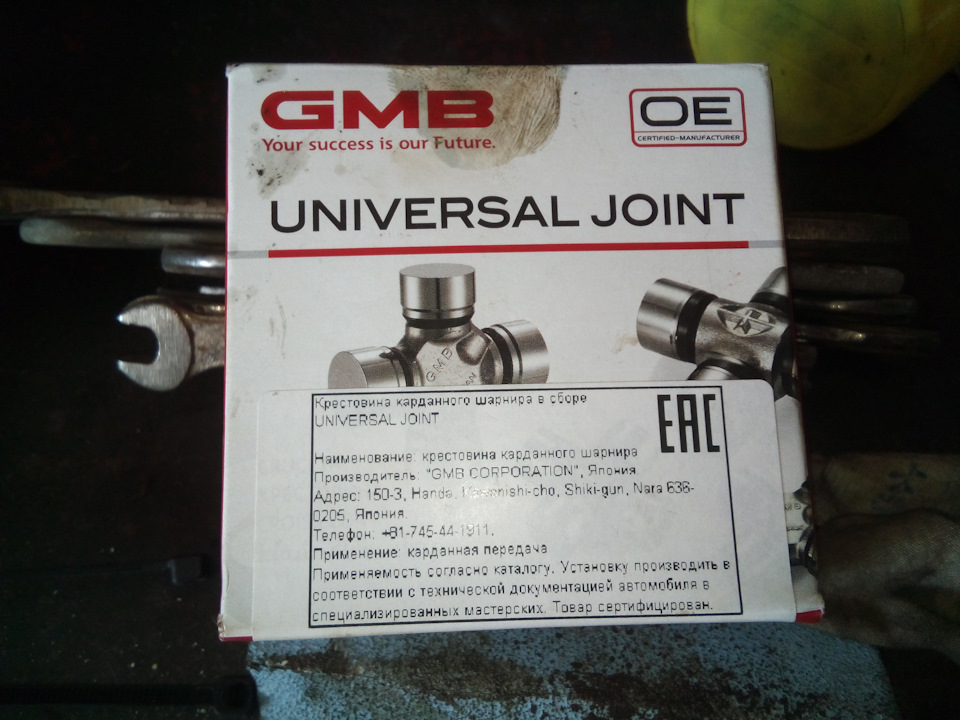 GMB
Your success is our Future.
OE
CERTIFIED-MANUFACTURER
UNIVERSAL JOINT
GMB
Крестовина карданного шарнира в сборе
UNIVERSAL JOINT
EAC
Наименование: крестовина карданного шарнира
Производитель: "GMB CORPORATION", Япония.
Адрес: 150-3, Handa, Shiki-gun, Nara 636-
0205, Япония.
Телефон: +81-745-44-1911.
Применение: карданная передача
Применяемость согласно каталогу. Установку производить в
соответствии с технической документацией автомобиля в
специализированных мастерских. Товар сертифицирован.